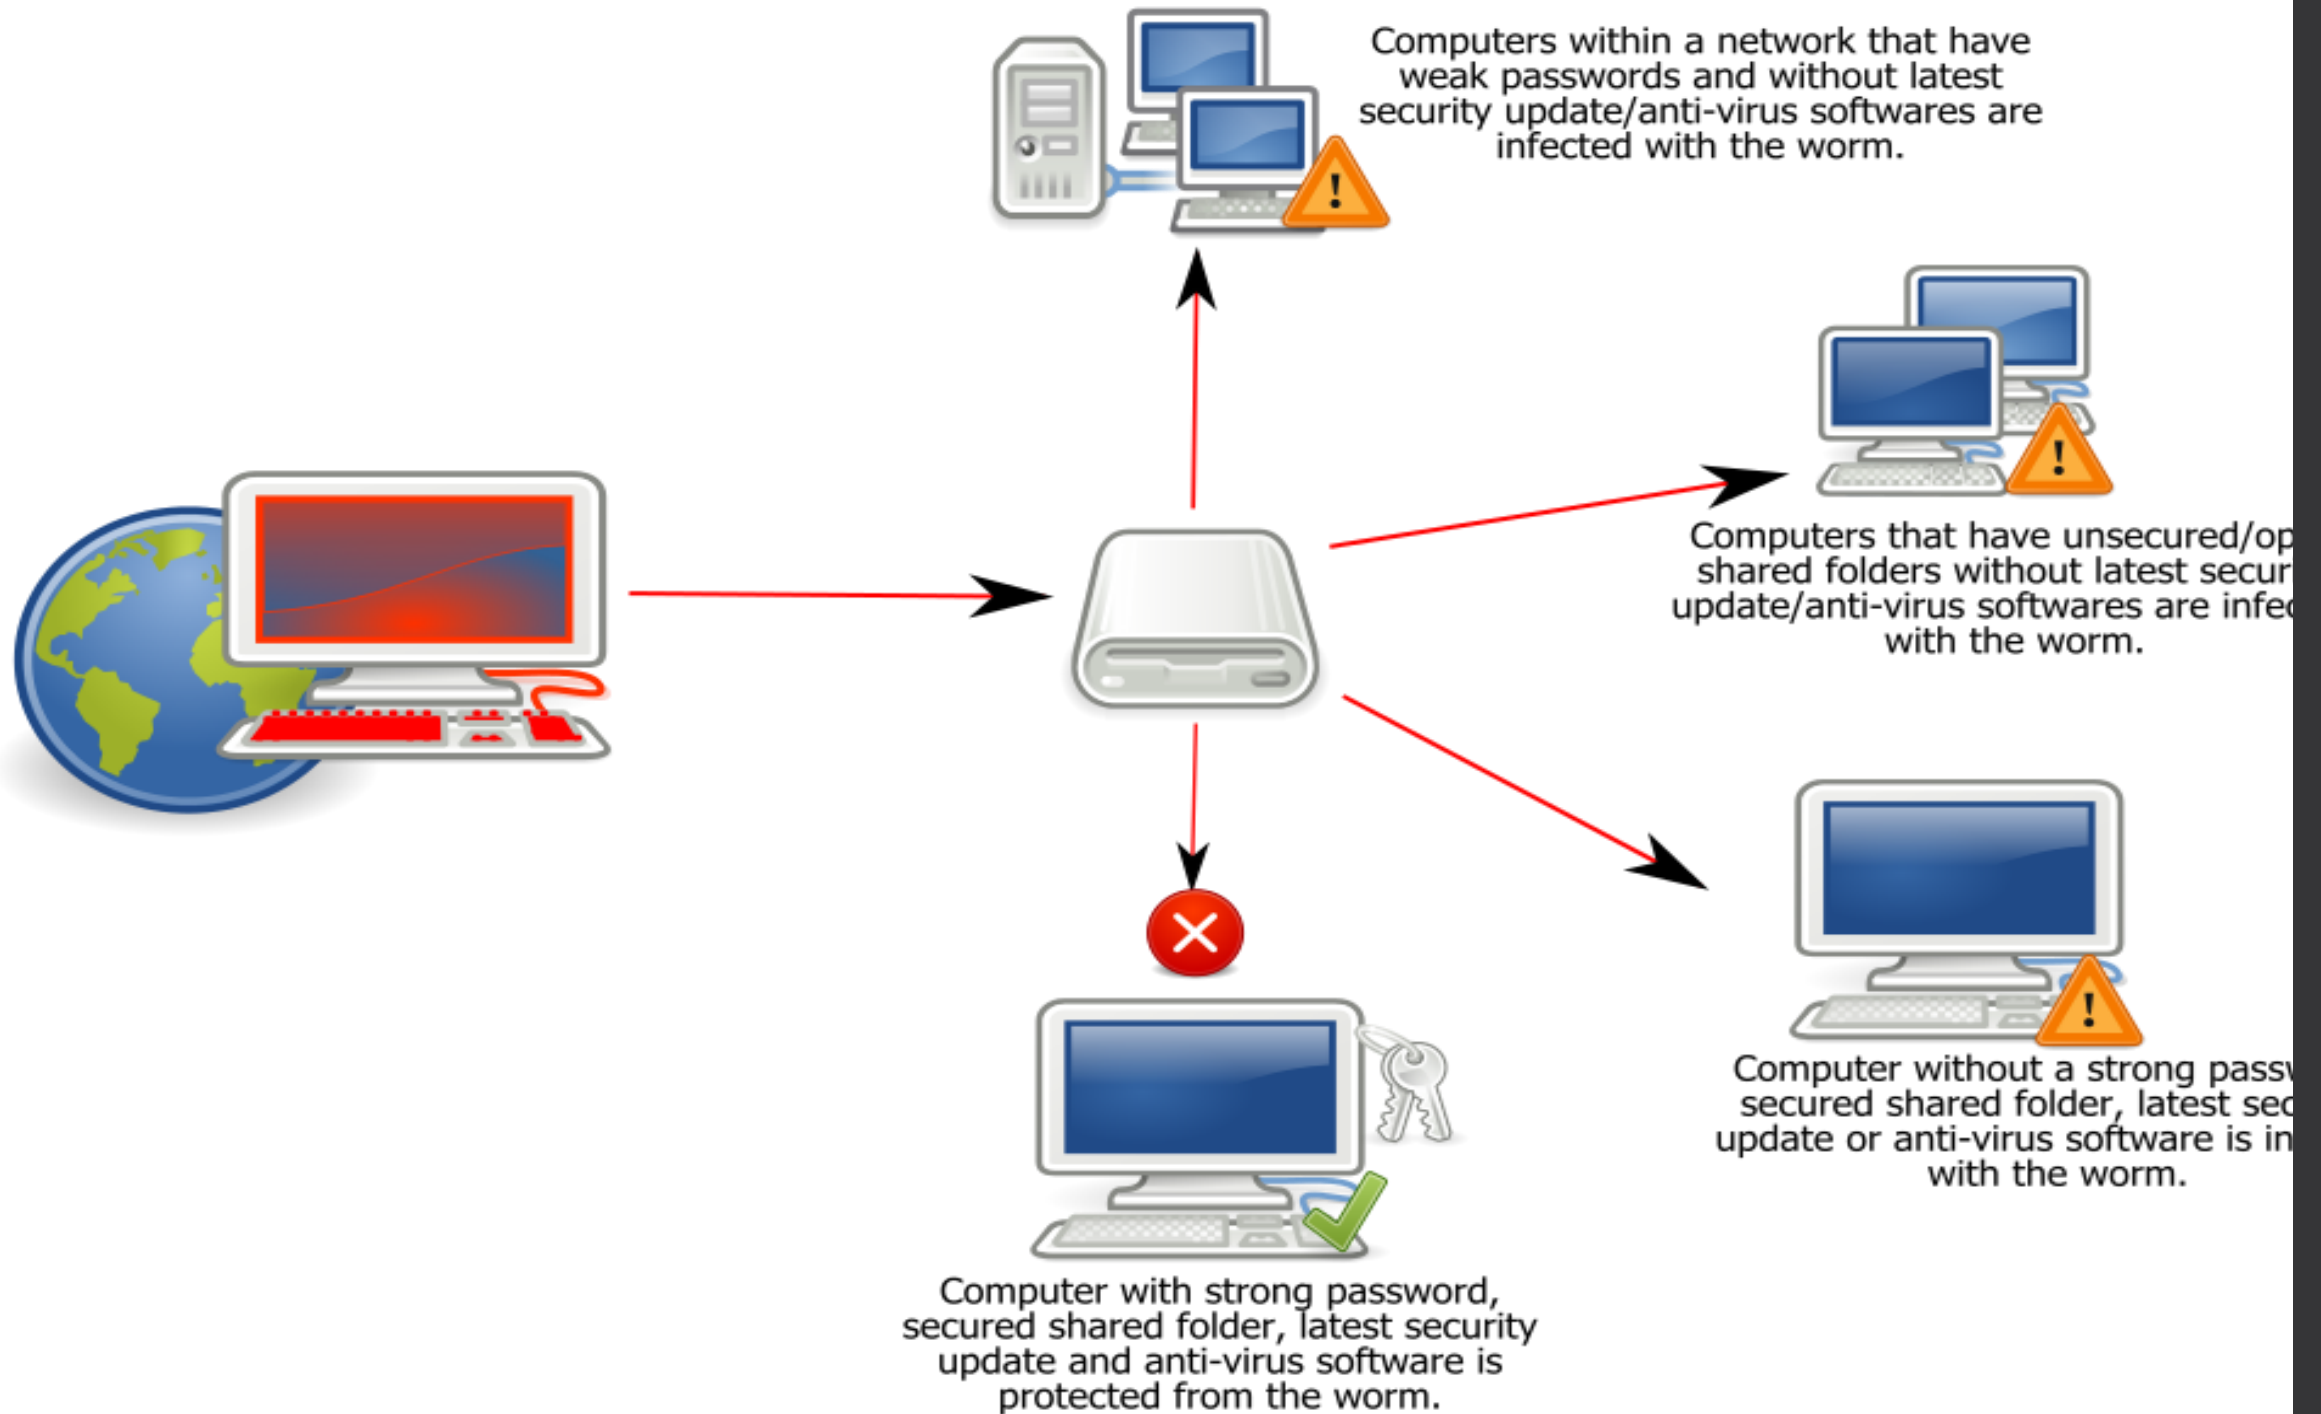 Computers within a network that have
weak passwords and without latest
security update/anti-virus softwares are
infected with the worm.
Computers that have unsecured/op
shared folders without latest secur
update/anti-virus softwares are infec
with the worm.
Computer without a strong passw
secured shared folder, latest sec
update or anti-virus software is in
with the worm.
Computer with strong password,
secured shared folder, latest security
update and anti-virus software is
protected from the worm.